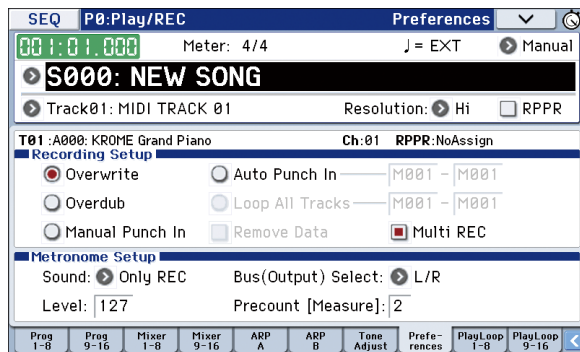 SEQ P0:Play/REC Preferences
001:01.000 Meter: 4/4 ♩= EXT Manual
S000: NEW SONG
Track01: MIDI TRACK 01 Resolution: Hi RPPR
T01 :A000: KROME Grand Piano Ch:01 RPPR:NoAssign
Recording Setup
Overwrite Auto Punch In M001 - M001
Overdub Loop All Tracks M001 - M001
Manual Punch In Remove Data Multi REC
Metronome Setup
Sound: Only REC Bus(Output) Select: L/R
Level: 127 Precount [Measure]: 2
Prog 1-8 Prog 9-16 Mixer 1-8 Mixer 9-16 ARP A ARP B Tone Adjust Prefe-rences PlayLoop 1-8 PlayLoop 9-16